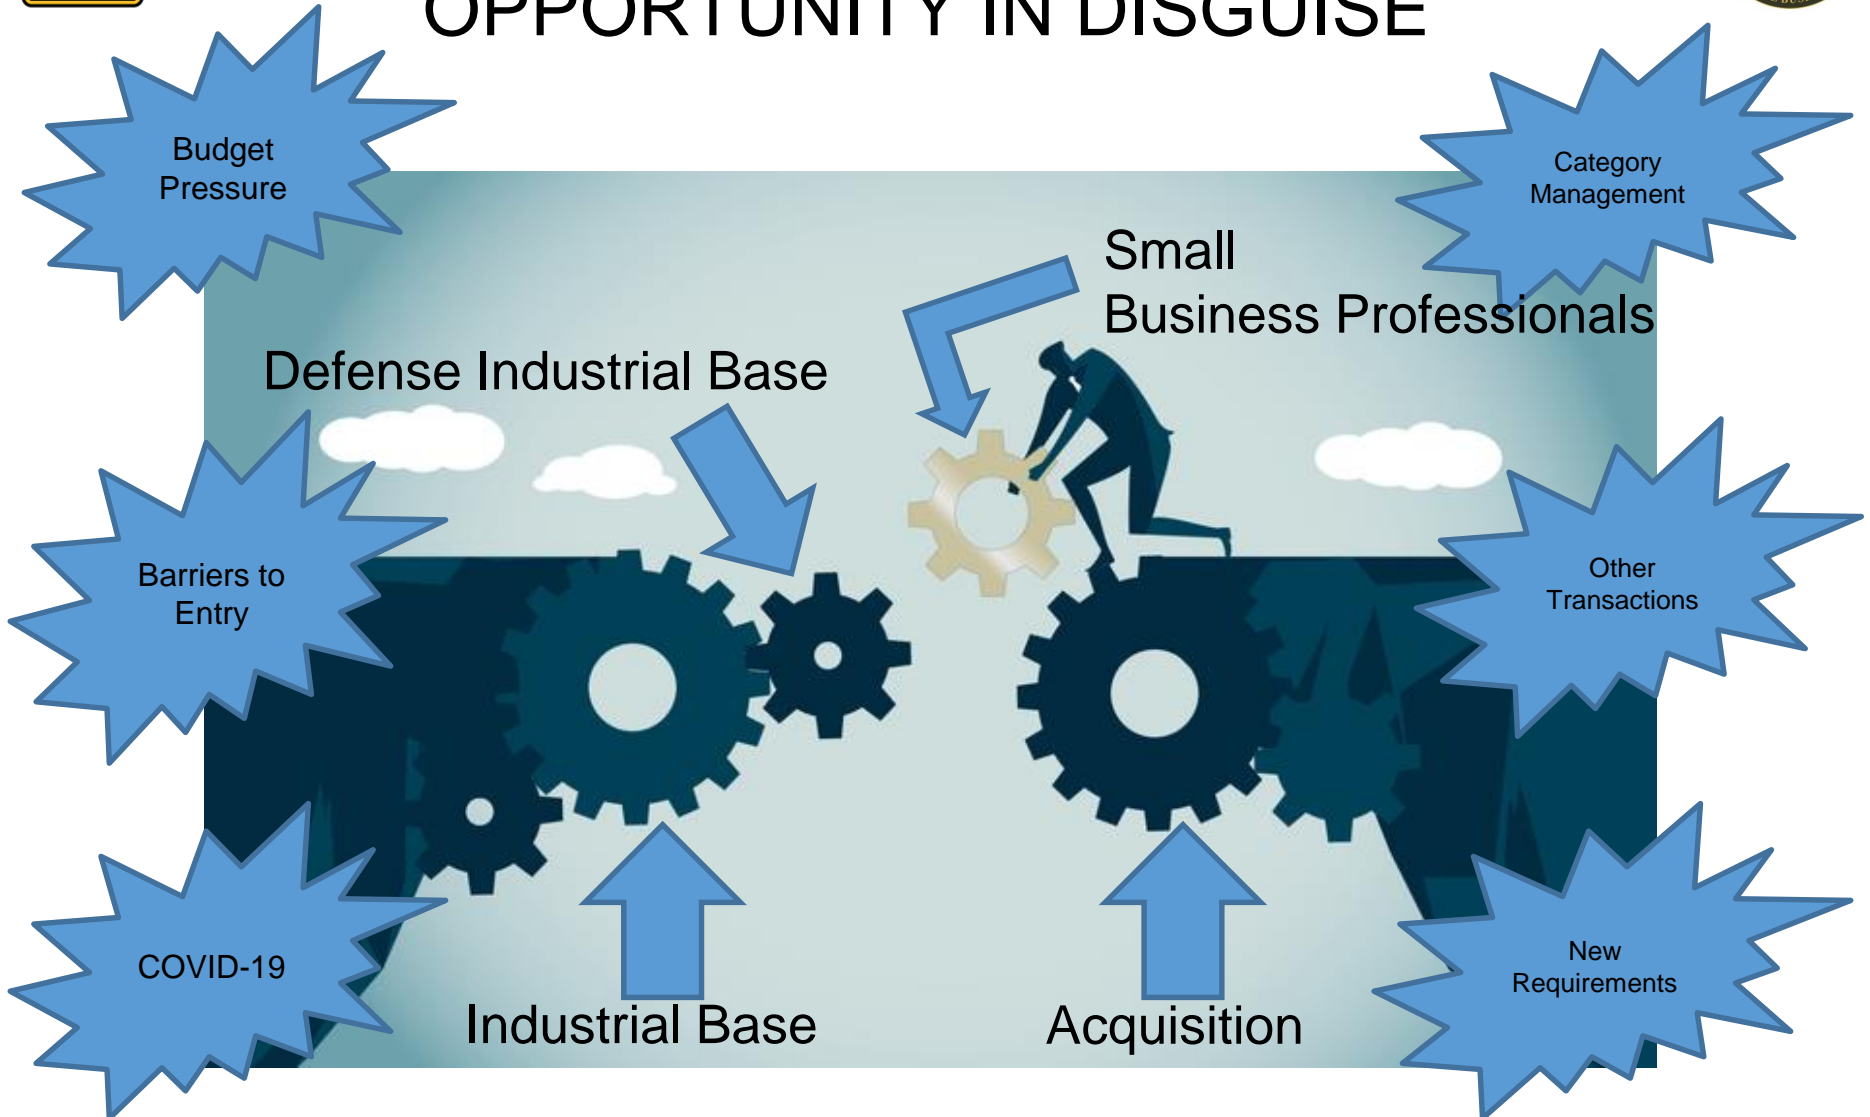 OPPORTUNITY IN DISGUISE
Budget
Pressure
Category
Management
Small
Business Professionals
Defense Industrial Base
Barriers to
Entry
Other
Transactions
COVID-19
New
Requirements
Industrial Base
Acquisition